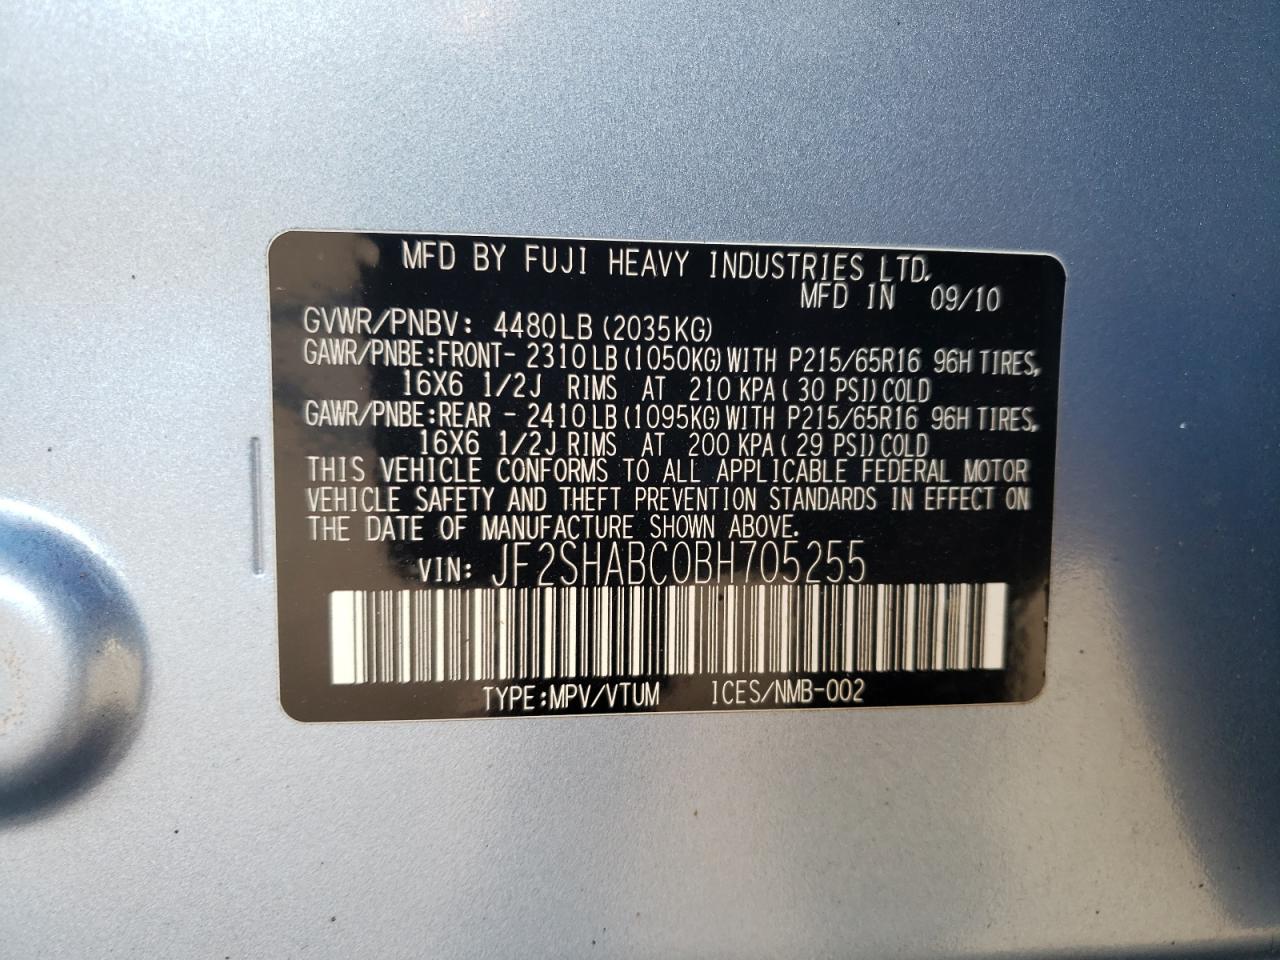 MFD BY FUJI HEAVY INDUSTRIES LTD.
MFD IN 09/10
GVWR/PNBV: 4480LB (2035KG)
GAWR/PNBE:FRONT- 2310LB (1050KG) WITH P215/65R16 96H TIRES,
16X6 1/2J RIMS AT 210 KPA( 30 PSI) COLD
GAWR/PNBE:REAR - 2410LB (1095KG) WITH P215/65R16 96H TIRES,
16X6 1/2J RIMS AT 200 KPA( 29 PSI) COLD
THIS VEHICLE CONFORMS TO ALL APPLICABLE FEDERAL MOTOR
VEHICLE SAFETY AND THEFT PREVENTION STANDARDS IN EFFECT ON
THE DATE OF MANUFACTURE SHOWN ABOVE.
VIN: JF2SHABC0BH705255
TYPE:MPV/VTUM ICES/NMB-002